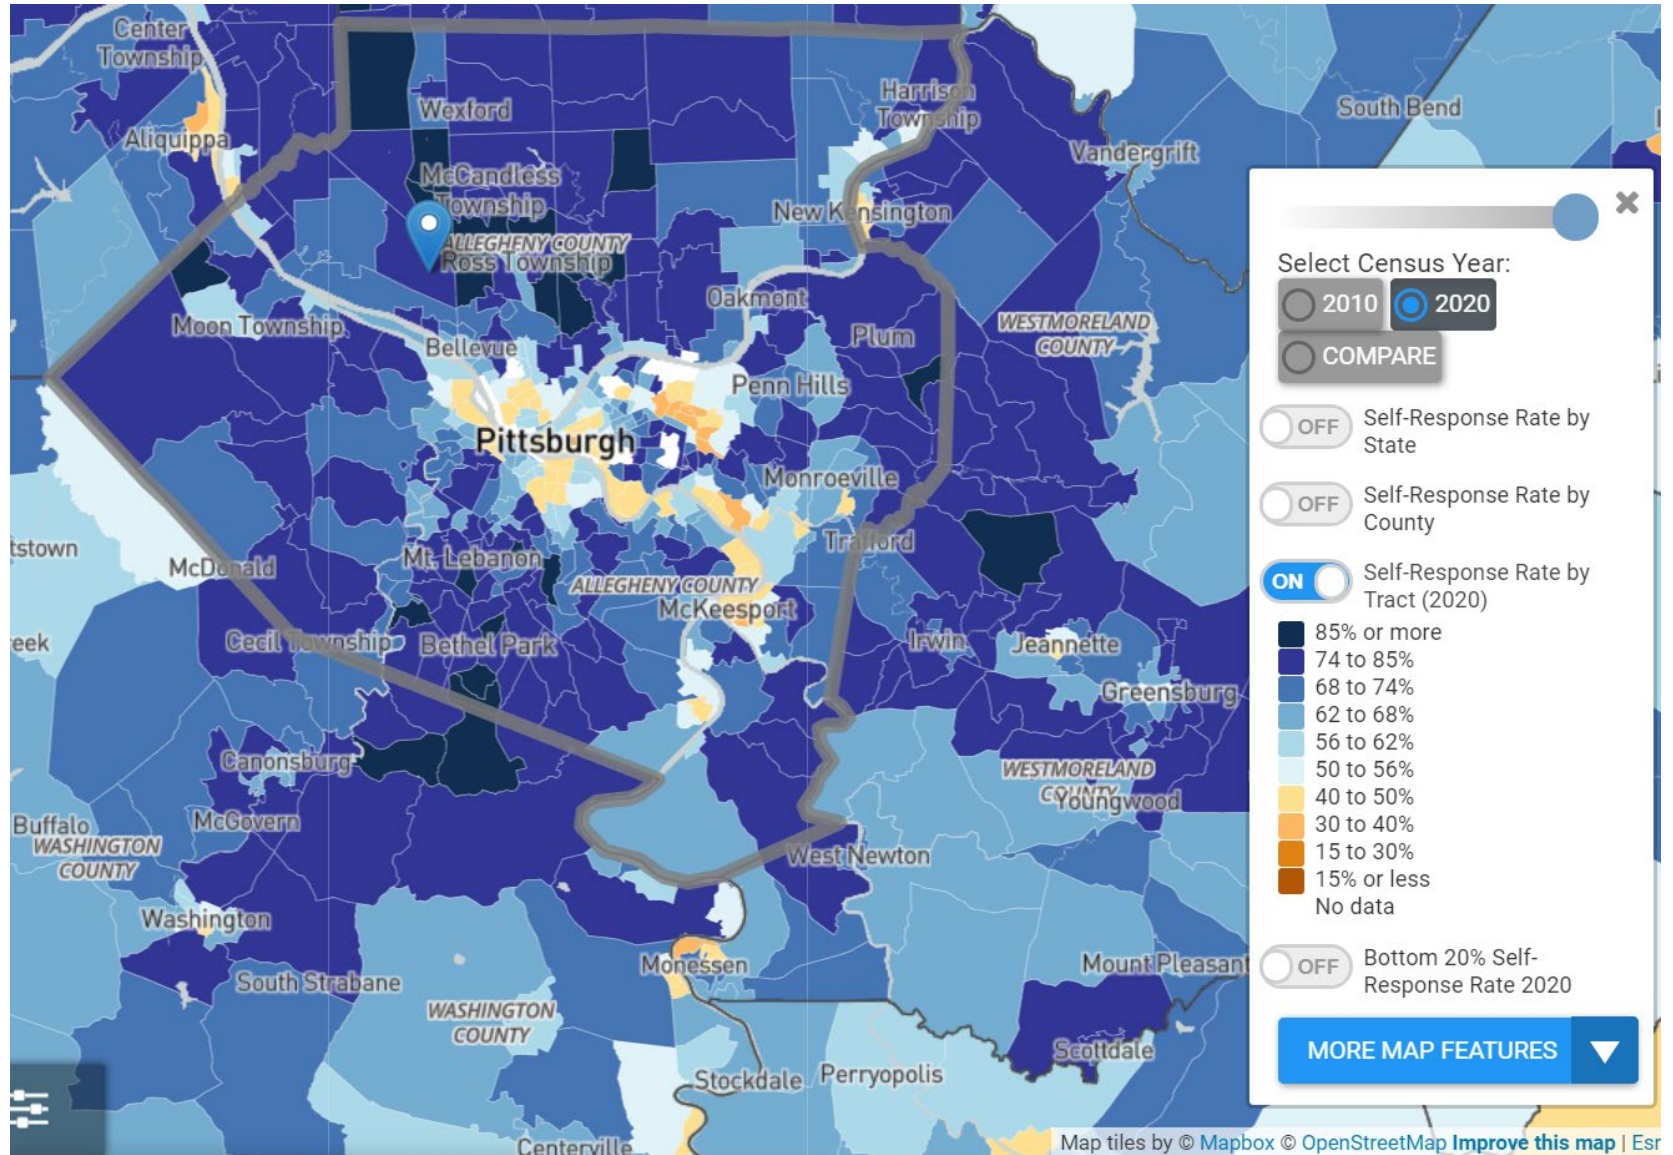 Center
Township
Wexford
Harrison
Township
South Bend
Aliquippa
Vandergrift
McCandless
Township
New Kensington
ALLEGHENY COUNTY
Ross Township
Select Census Year:
Oakmont
2010
2020
Moon Township
WESTMORELAND
COUNTY
Plum
Bellevue
COMPARE
Penn Hills
OFF
Self-Response Rate by
State
Pittsburgh
Monroeville
OFF
Self-Response Rate by
County
Trafford
tstown
McDonald
Mt. Lebanon
ALLEGHENY COUNTY
ON
Self-Response Rate by
Tract (2020)
McKeesport
85% or more
reek
Cecil Township
Bethel Park
Irwin
Jeannette
74 to 85%
68 to 74%
Greensburg
62 to 68%
56 to 62%
Canonsburg
WESTMORELAND
COUNTY
50 to 56%
Youngwood
40 to 50%
Buffalo
McGovern
30 to 40%
WASHINGTON
COUNTY
West Newton
15 to 30%
15% or less
No data
Washington
Monessen
Mount Pleasant
OFF
Bottom 20% Self-
Response Rate 2020
South Strabane
WASHINGTON
COUNTY
MORE MAP FEATURES
Scottdale
Stockdale
Perryopolis
Centerville
Map tiles by © Mapbox © OpenStreetMap Improve this map | Esr